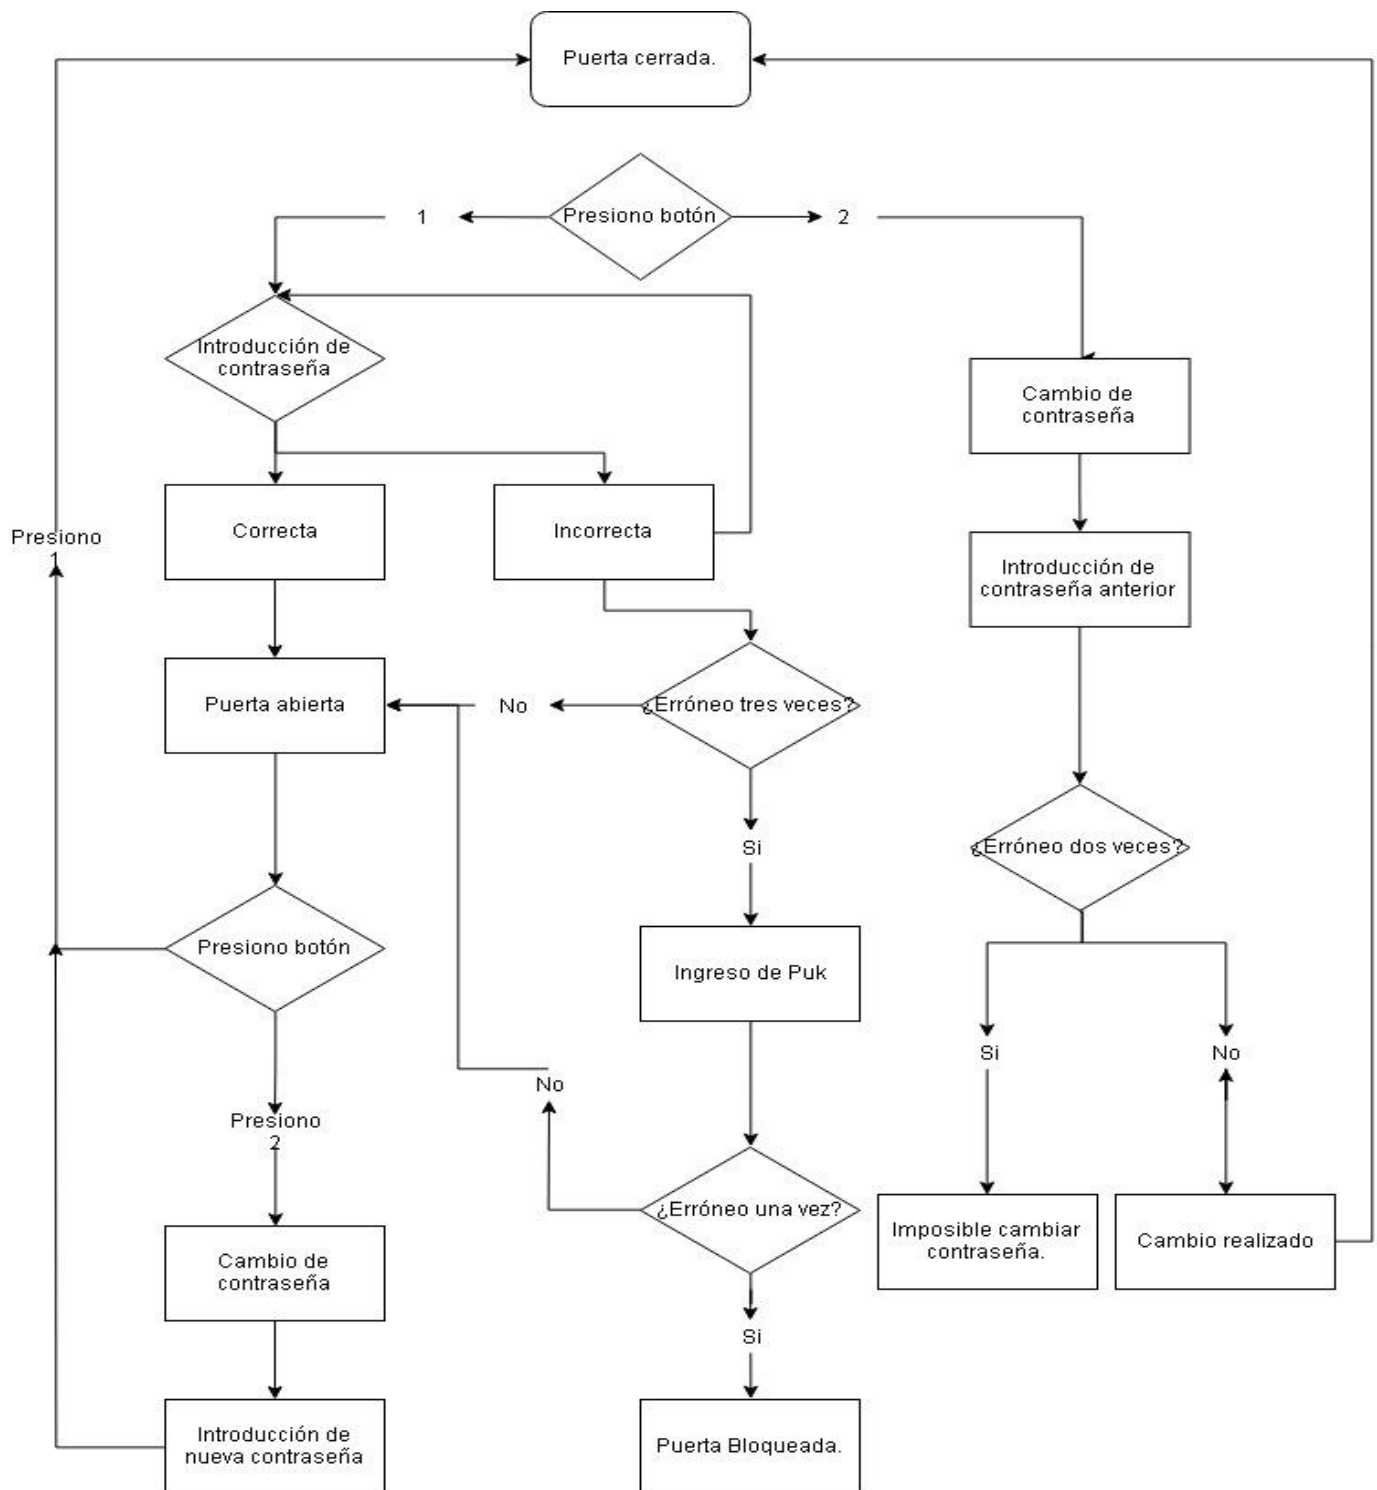 Puerta cerrada.
1
Presiono botón
2
Introducción de
contraseña
Cambio de
contraseña
Correcta
Incorrecta
Presiono
1
Introducción de
contraseña anterior
Puerta abierta
No
¿Erróneo tres veces?
Si
¿Erróneo dos veces?
Presiono botón
Ingreso de Puk
Si
No
No
Presiono
2
¿Erróneo una vez?
Imposible cambiar
contraseña.
Cambio realizado
Cambio de
contraseña
Si
Introducción de
nueva contraseña
Puerta Bloqueada.